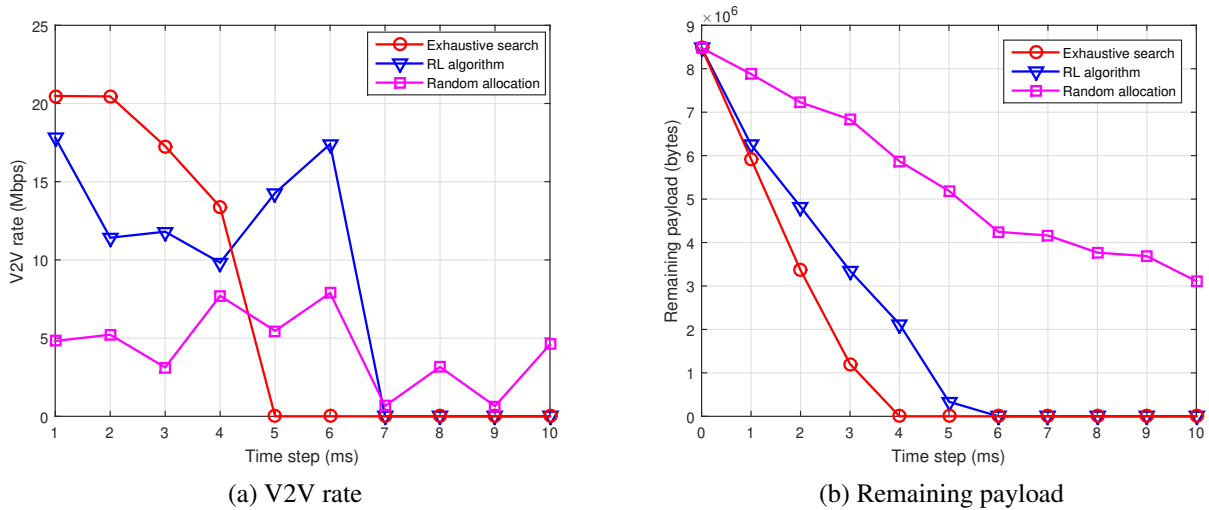 25
20
15
10
5
0
V2V rate (Mbps)
Exhaustive search
RL algorithm
Random allocation
1 2 3 4 5 6 7 8 9 10
Time step (ms)
(a) V2V rate
×10⁶
9
8
7
6
5
4
3
2
1
0
Remaining payload (bytes)
Exhaustive search
RL algorithm
Random allocation
0 1 2 3 4 5 6 7 8 9 10
Time step (ms)
(b) Remaining payload